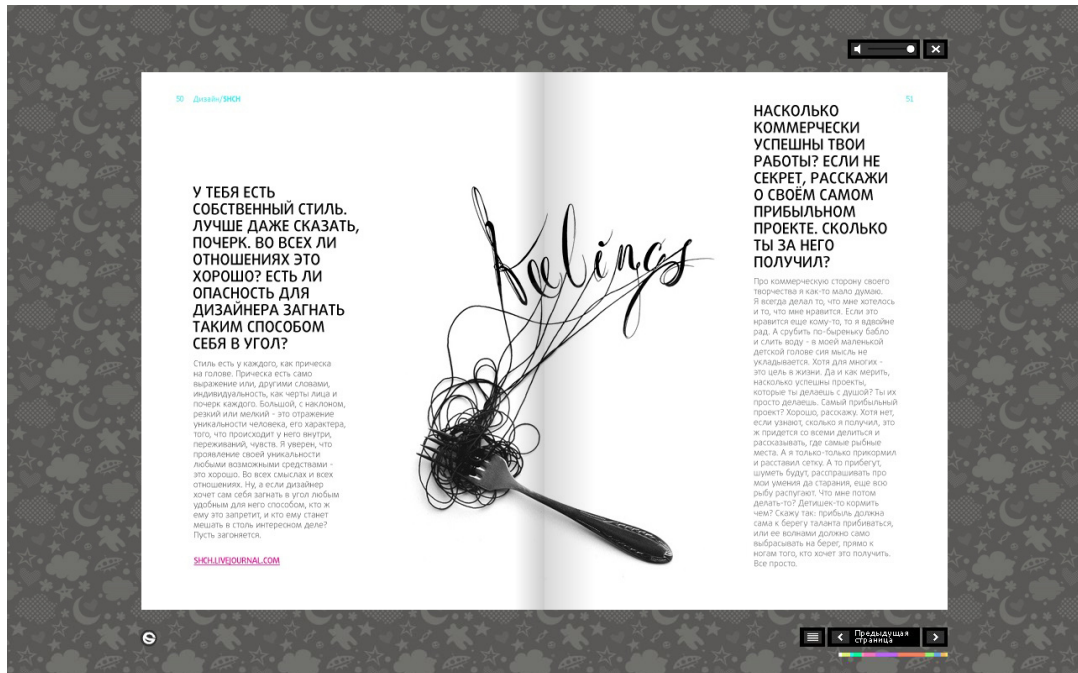 50 Дизайн/SHCH
У ТЕБЯ ЕСТЬ
СОБСТВЕННЫЙ СТИЛЬ.
ЛУЧШЕ ДАЖЕ СКАЗАТЬ,
ПОЧЕРК. ВО ВСЕХ ЛИ
ОТНОШЕНИЯХ ЭТО
ХОРОШО? ЕСТЬ ЛИ
ОПАСНОСТЬ ДЛЯ
ДИЗАЙНЕРА ЗАГНАТЬ
ТАКИМ СПОСОБОМ
СЕБЯ В УГОЛ?
Стиль есть у каждого, как прическа
на голове. Прическа есть само
выражение или, другими словами,
индивидуальность, как черты лица и
почерк каждого. Большой, с наклоном,
резкий или мелкий - это отражение
уникальности человека, его характера,
того, что происходит у него внутри,
переживаний, чувств. Я уверен, что
проявление своей уникальности
любыми возможными средствами -
это хорошо. Во всех смыслах и всех
отношениях. Ну, а если дизайнер
хочет сам себя загнать в угол любым
удобным для него способом, кто ж
ему это запретит, и кто ему станет
мешать в столь интересном деле?
Пусть загоняется.
SHCH.LIVEJOURNAL.COM
feelings
51
НАСКОЛЬКО
КОММЕРЧЕСКИ
УСПЕШНЫ ТВОИ
РАБОТЫ? ЕСЛИ НЕ
СЕКРЕТ, РАССКАЖИ
О СВОЁМ САМОМ
ПРИБЫЛЬНОМ
ПРОЕКТЕ. СКОЛЬКО
ТЫ ЗА НЕГО
ПОЛУЧИЛ?
Про коммерческую сторону своего
творчества я как-то мало думаю.
Я всегда делал то, что мне хотелось
и то, что мне нравится. Если это
нравится еще кому-то, то я вдвойне
рад. А срубить по-быреньку бабло
и слить воду - в моей маленькой
детской голове сия мысль не
укладывается. Хотя для многих -
это цель в жизни. Да и как мерить,
насколько успешны проекты,
которые ты делаешь с душой? Ты их
просто делаешь. Самый прибыльный
проект? Хорошо, расскажу. Хотя нет,
если узнают, сколько я получил, это
ж придется со всеми делиться и
рассказывать, где самые рыбные
места. А я только-только прикормил
и расставил сетку. А то прибегут,
шуметь будут, расспрашивать про
мои умения да старания, еще всю
рыбу распугают. Что мне потом
делать-то? Детишек-то кормить
чем? Скажу так: прибыль должна
сама к берегу таланта прибиваться,
или ее волнами должно само
выбрасывать на берег, прямо к
ногам того, кто хочет это получить.
Все просто.
Предыдущая
страница